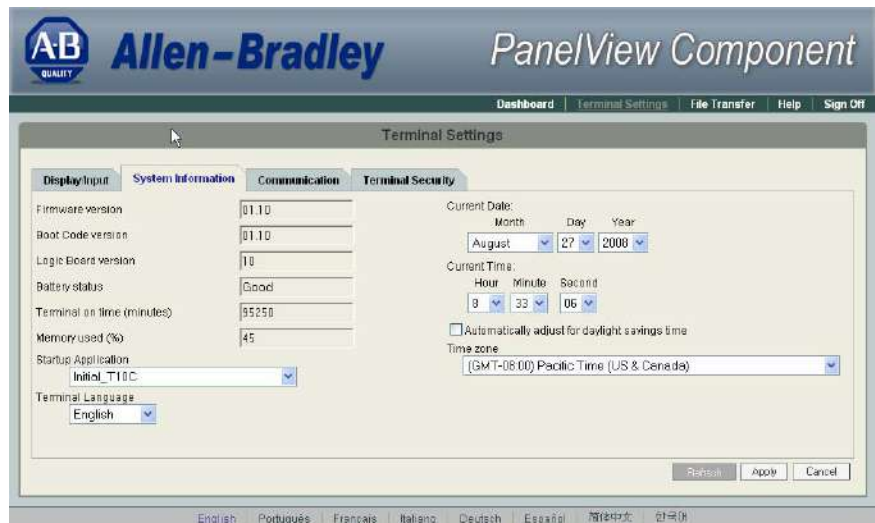 A-B QUALITY Allen-Bradley PanelView Component
Dashboard Terminal Settings File Transfer Help Sign Off
Terminal Settings
Display/Input System Information Communication Terminal Security
Firmware version 01.10
Boot Code version 01.10
Logic Board version 10
Battery status Good
Terminal on time (minutes) 95250
Memory used (%) 45
Startup Application
Initial_T10C
Terminal Language
English
Current Date:
Month Day Year
August 27 2008
Current Time:
Hour Minute Second
8 33 06
Automatically adjust for daylight savings time
Time zone
(GMT-08:00) Pacific Time (US & Canada)
Refresh Apply Cancel
English Português Français Italiano Deutsch Español 简体中文 한국어